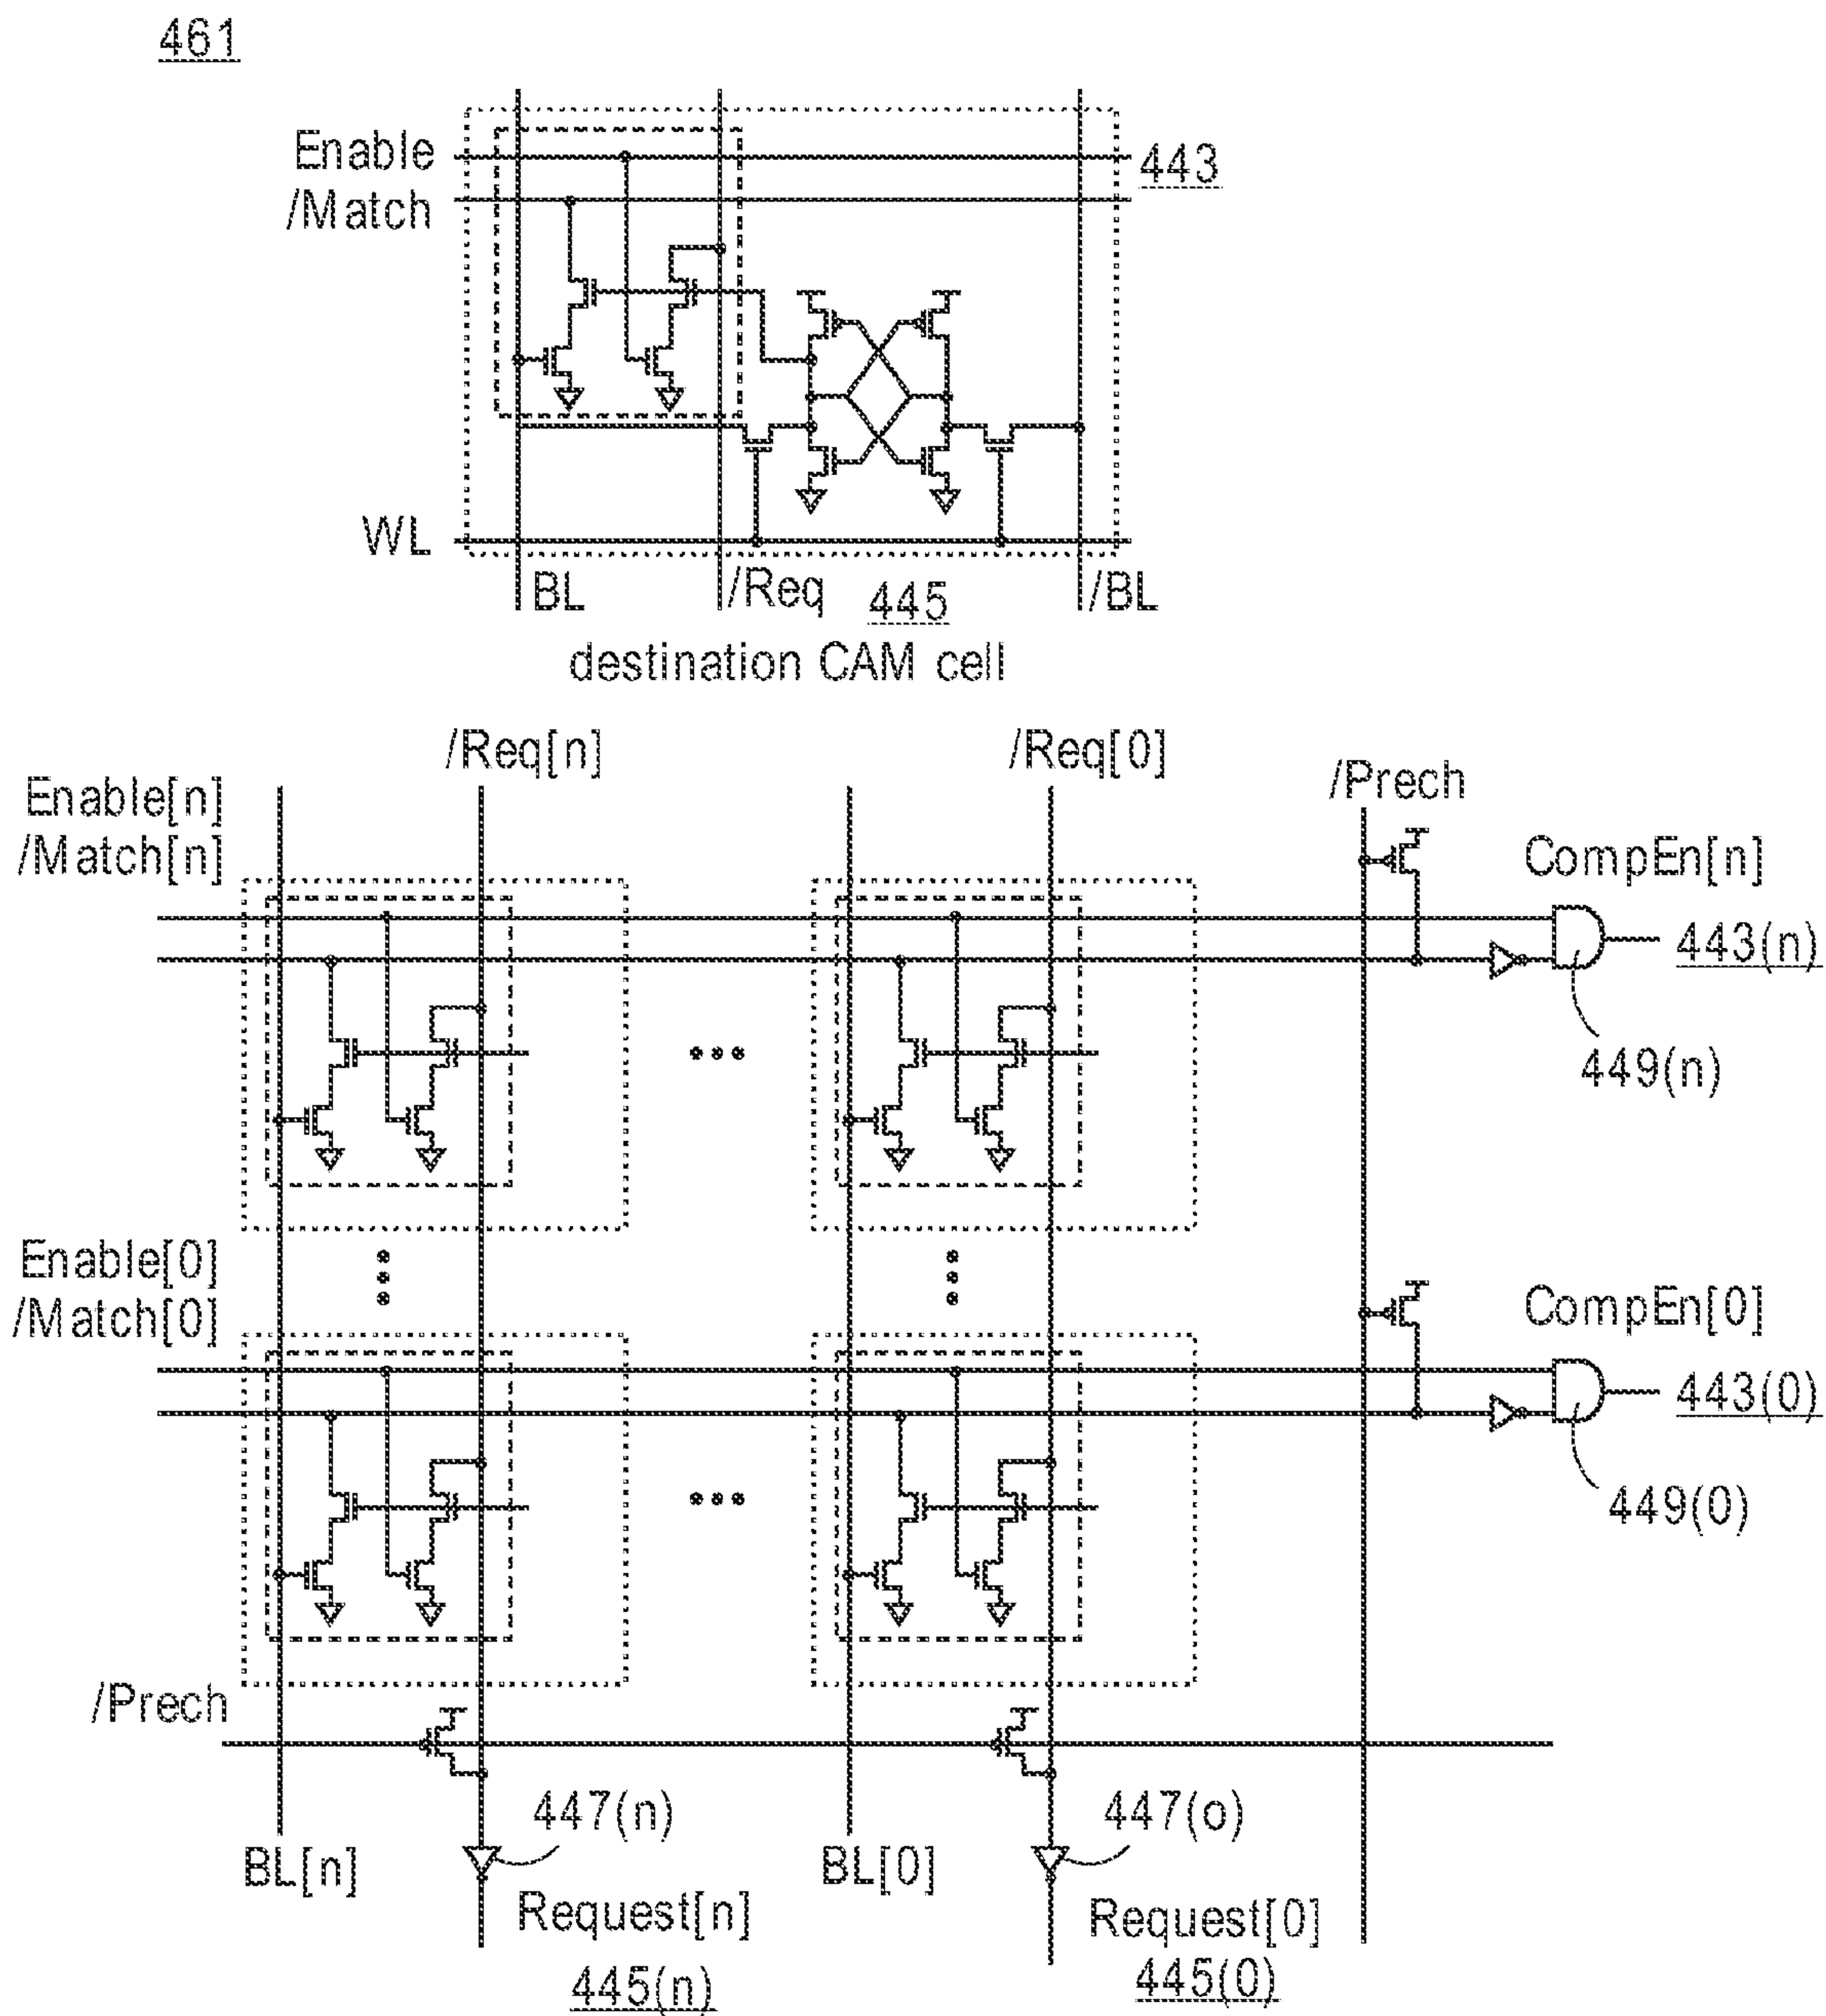 461
Enable
/Match
443
WL
BL
/Req
445
/BL
destination CAM cell
/Req[n]
/Req[0]
/Prech
Enable[n]
/Match[n]
CompEn[n]
443(n)
449(n)
Enable[0]
/Match[0]
CompEn[0]
443(0)
449(0)
/Prech
447(n)
447(o)
BL[n]
BL[0]
Request[n]
Request[0]
445(n)
445(0)